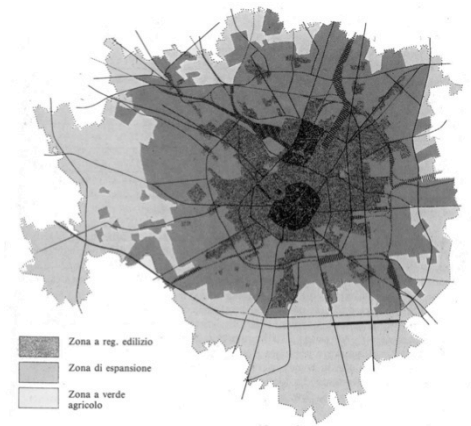 Zona a reg. edilizio
Zona di espansione
Zona a verde
agricolo